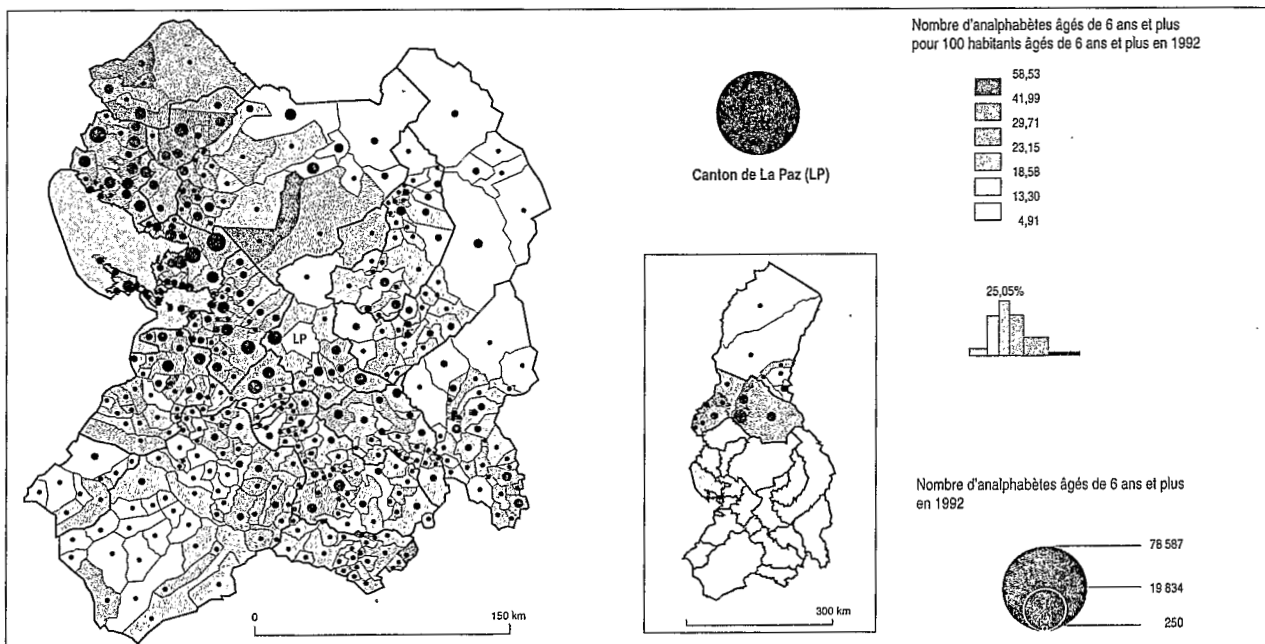 Nombre d'analphabètes âgés de 6 ans et plus
pour 100 habitants âgés de 6 ans et plus en 1992
58,53
41,99
29,71
23,15
18,58
13,30
4,91
Canton de La Paz (LP)
25,05%
LP
Nombre d'analphabètes âgés de 6 ans et plus
en 1992
78 587
19 834
250
0
150 km
300 km